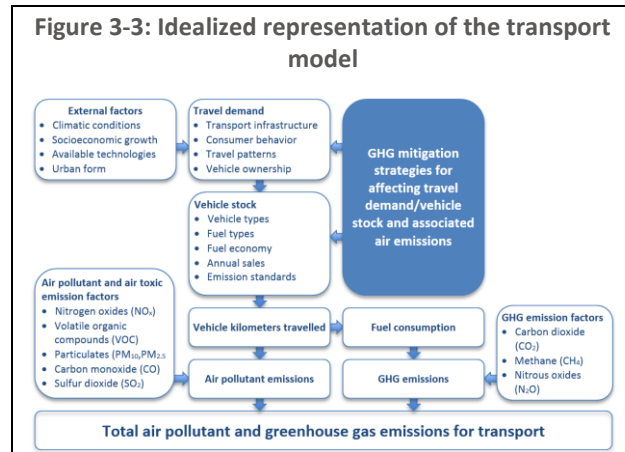 Figure 3-3: Idealized representation of the transport
model
External factors
• Climatic conditions
• Socioeconomic growth
• Available technologies
• Urban form
Travel demand
• Transport infrastructure
• Consumer behavior
• Travel patterns
• Vehicle ownership
GHG mitigation
strategies for
affecting travel
demand/vehicle
stock and associated
air emissions
Vehicle stock
• Vehicle types
• Fuel types
• Fuel economy
• Annual sales
• Emission standards
Air pollutant and air toxic
emission factors
• Nitrogen oxides (NOₓ)
• Volatile organic
compounds (VOC)
• Particulates (PM₁₀,PM₂.₅
• Carbon monoxide (CO)
• Sulfur dioxide (SO₂)
Vehicle kilometers travelled
Fuel consumption
GHG emission factors
• Carbon dioxide
(CO₂)
• Methane (CH₄)
• Nitrous oxides
(N₂O)
Air pollutant emissions
GHG emissions
Total air pollutant and greenhouse gas emissions for transport